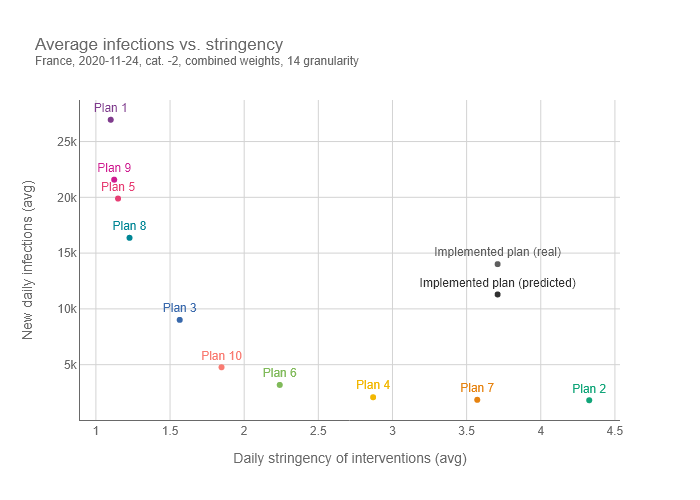 Average infections vs. stringency
France, 2020-11-24, cat. -2, combined weights, 14 granularity
Plan 1
25k
Plan 9
Plan 5
20k
Plan 8
15k
Implemented plan (real)
Implemented plan (predicted)
10k
Plan 3
Plan 10
5k
Plan 6
Plan 4
Plan 7
Plan 2
New daily infections (avg)
1
1.5
2
2.5
3
3.5
4
4.5
Daily stringency of interventions (avg)